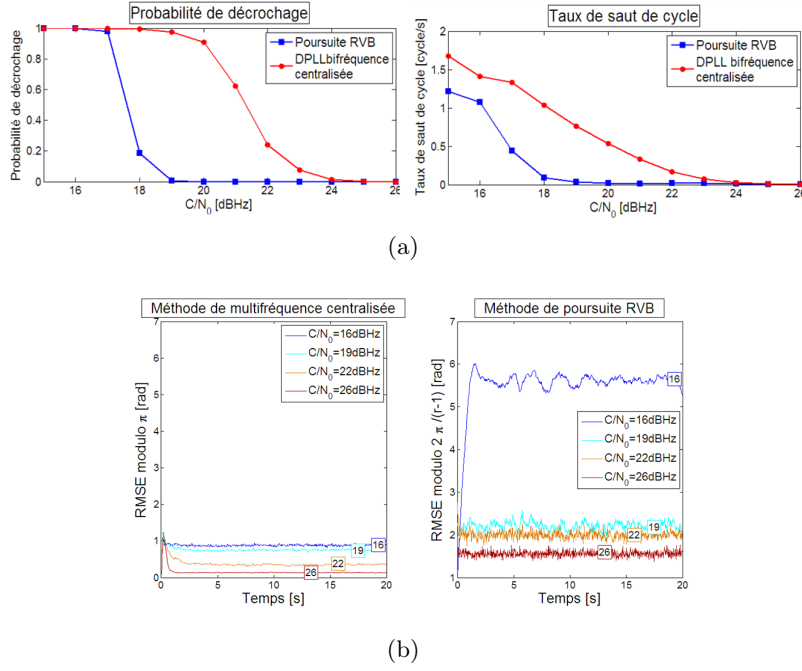 Probabilité de décrochage
Probabilité de décrochage
1
0.8
0.6
0.4
0.2
0
16
18
20
22
24
26
C/N0 [dBHz]
Poursuite RVB
DPLLbifréquence
centralisée
Taux de saut de cycle
Taux de saut de cycle [cycle/s]
2
1.5
1
0.5
0
16
18
20
22
24
26
C/N0 [dBHz]
Poursuite RVB
DPLL bifréquence
centralisée
(a)
Méthode de multifréquence centralisée
RMSE modulo π [rad]
7
6
5
4
3
2
1
0
0
5
10
15
20
Temps [s]
C/N0=16dBHz
C/N0=19dBHz
C/N0=22dBHz
C/N0=26dBHz
16
19
22
26
Méthode de poursuite RVB
RMSE modulo 2 π /(r-1) [rad]
7
6
5
4
3
2
1
0
5
10
15
20
Temps [s]
16
C/N0=16dBHz
C/N0=19dBHz
C/N0=22dBHz
C/N0=26dBHz
19
22
26
(b)